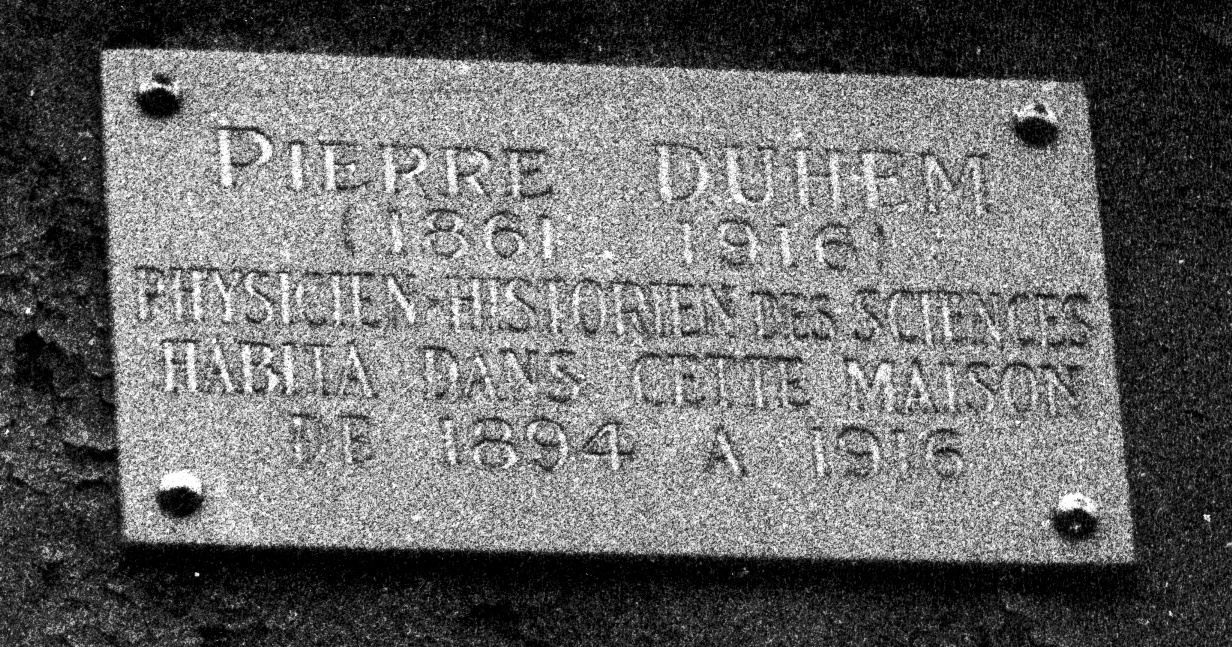 PIERRE DUHEM
(1861 - 1916)
PHYSICIEN-HISTORIEN DES SCIENCES
HABITA DANS CETTE MAISON
DE 1894 A 1916